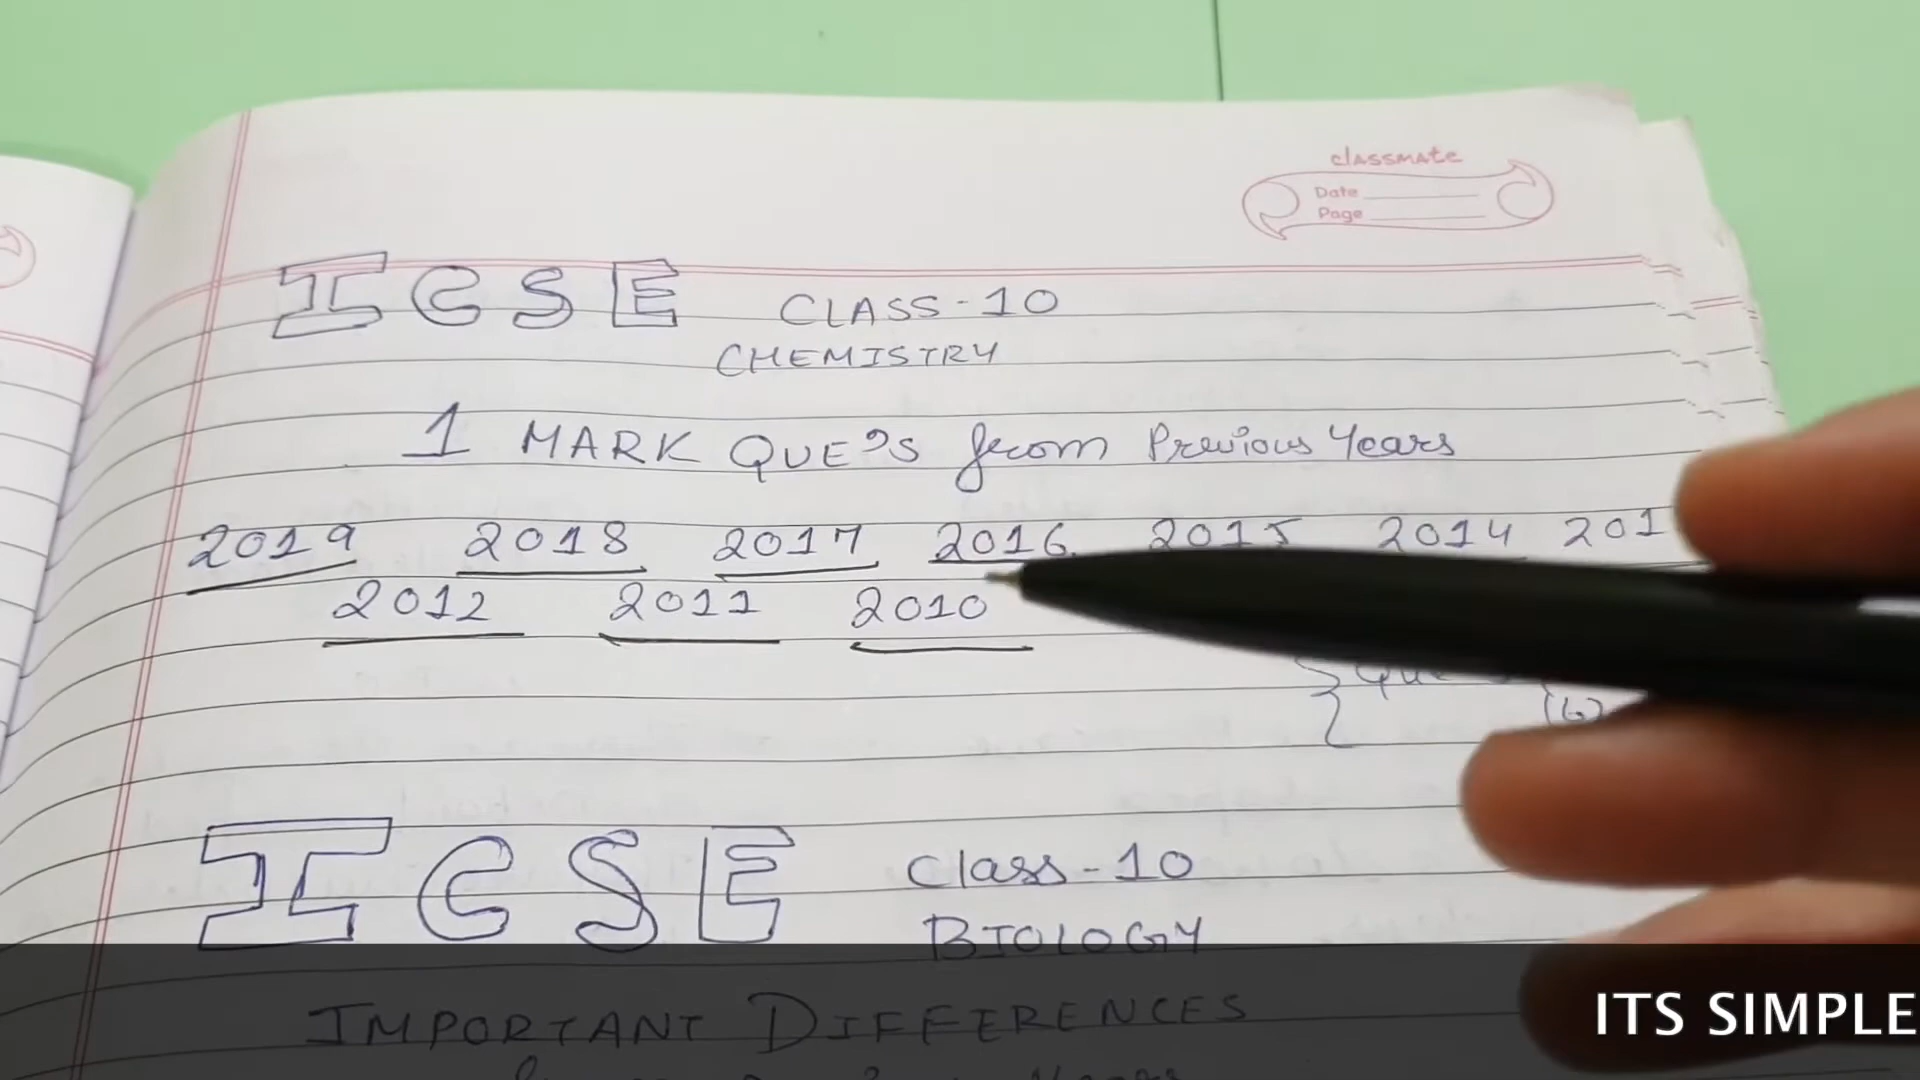 classmate
Date
Page
ICSE CLASS-10
CHEMISTRY
1 MARK QUE'S from Previous Years
2019 2018 2017 2016 2015 2014 201
2012 2011 2010
ICSE Class-10
BIOLOGY
IMPORTANT DIFFERENCES
ITS SIMPLE